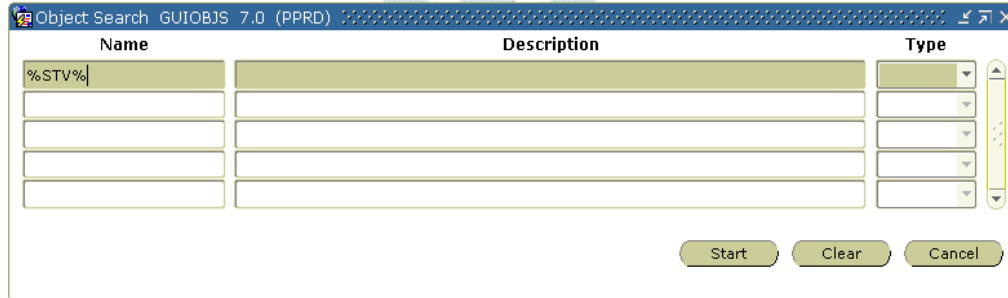 Object Search GUIOBJS 7.0 (PPRD)
Name Description Type
%STV%
Start Clear Cancel